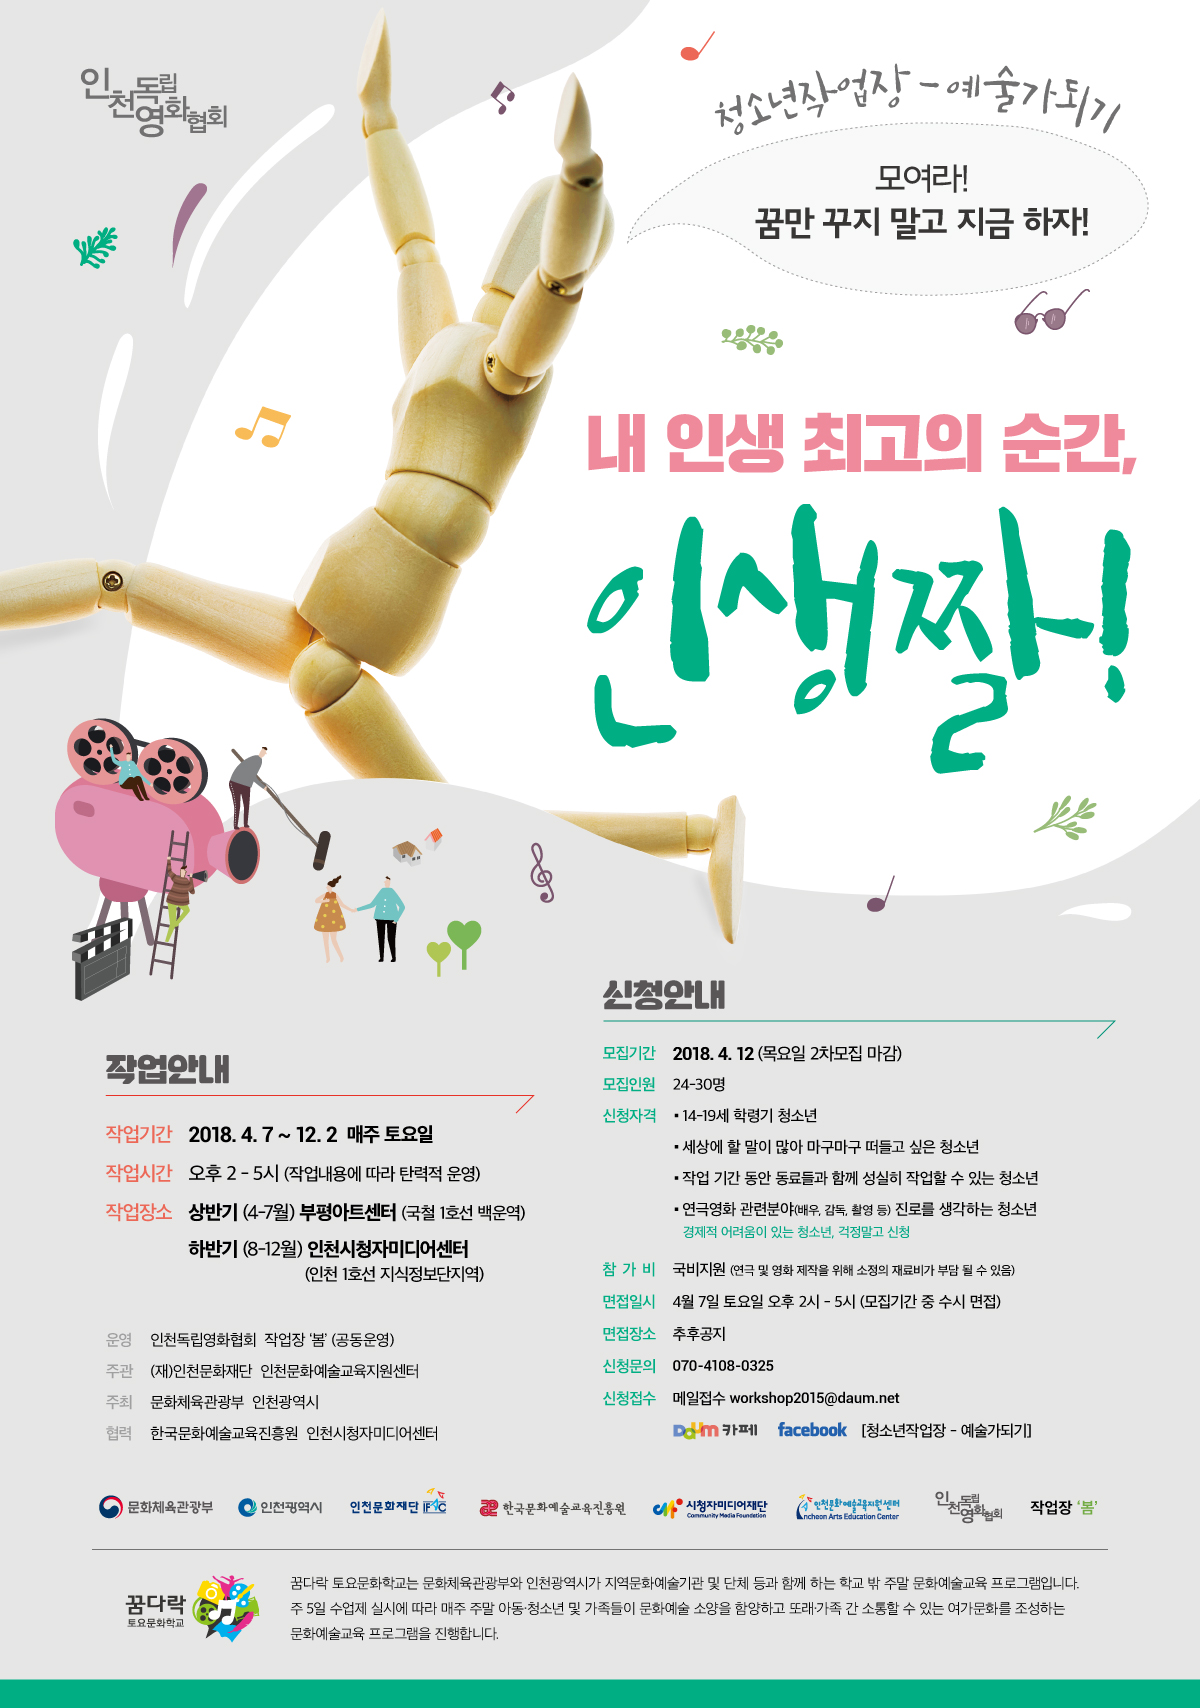 인천독립영화협회
청소년작업장 - 예술가되기
모여라!
꿈만 꾸지 말고 지금 하자!
내 인생 최고의 순간,
인생짤!
작업안내
작업기간 2018. 4. 7 ~ 12. 2 매주 토요일
작업시간 오후 2 - 5시 (작업내용에 따라 탄력적 운영)
작업장소 상반기 (4-7월) 부평아트센터 (국철 1호선 백운역)
하반기 (8-12월) 인천시청자미디어센터
(인천 1호선 지식정보단지역)
운영 인천독립영화협회 작업장 '봄' (공동운영)
주관 (재)인천문화재단 인천문화예술교육지원센터
주최 문화체육관광부 인천광역시
협력 한국문화예술교육진흥원 인천시청자미디어센터
신청안내
모집기간 2018. 4. 12 (목요일 2차모집 마감)
모집인원 24-30명
신청자격 ▪ 14-19세 학령기 청소년
▪ 세상에 할 말이 많아 마구마구 떠들고 싶은 청소년
▪ 작업 기간 동안 동료들과 함께 성실히 작업할 수 있는 청소년
▪ 연극영화 관련분야(배우, 감독, 촬영 등) 진로를 생각하는 청소년
경제적 어려움이 있는 청소년, 걱정말고 신청
참 가 비 국비지원 (연극 및 영화 제작을 위해 소정의 재료비가 부담 될 수 있음)
면접일시 4월 7일 토요일 오후 2시 - 5시 (모집기간 중 수시 면접)
면접장소 추후공지
신청문의 070-4108-0325
신청접수 메일접수 workshop2015@daum.net
Daum 카페 facebook [청소년작업장 - 예술가되기]
문화체육관광부 인천광역시 인천문화재단 IFAC 한국문화예술교육진흥원 시청자미디어재단 Community Media Foundation 인천문화예술교육지원센터 Incheon Arts Education Center 인천독립영화협회 작업장 '봄'
꿈다락 토요문화학교
꿈다락 토요문화학교는 문화체육관광부와 인천광역시가 지역문화예술기관 및 단체 등과 함께 하는 학교 밖 주말 문화예술교육 프로그램입니다.
주 5일 수업제 실시에 따라 매주 주말 아동·청소년 및 가족들이 문화예술 소양을 함양하고 또래·가족 간 소통할 수 있는 여가문화를 조성하는
문화예술교육 프로그램을 진행합니다.